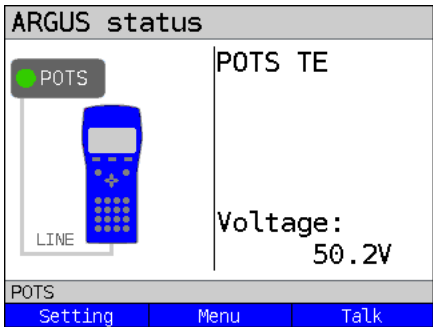 ARGUS status
POTS
LINE
POTS TE
Voltage:
50.2V
POTS
Setting Menu Talk